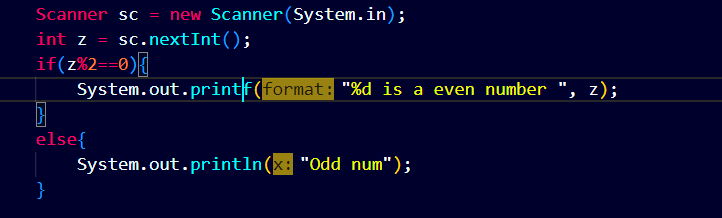 Scanner sc = new Scanner(System.in);
int z = sc.nextInt();
if(z%2==0){
System.out.printf(format: "%d is a even number ", z);
}
else{
System.out.println(x: "Odd num");
}